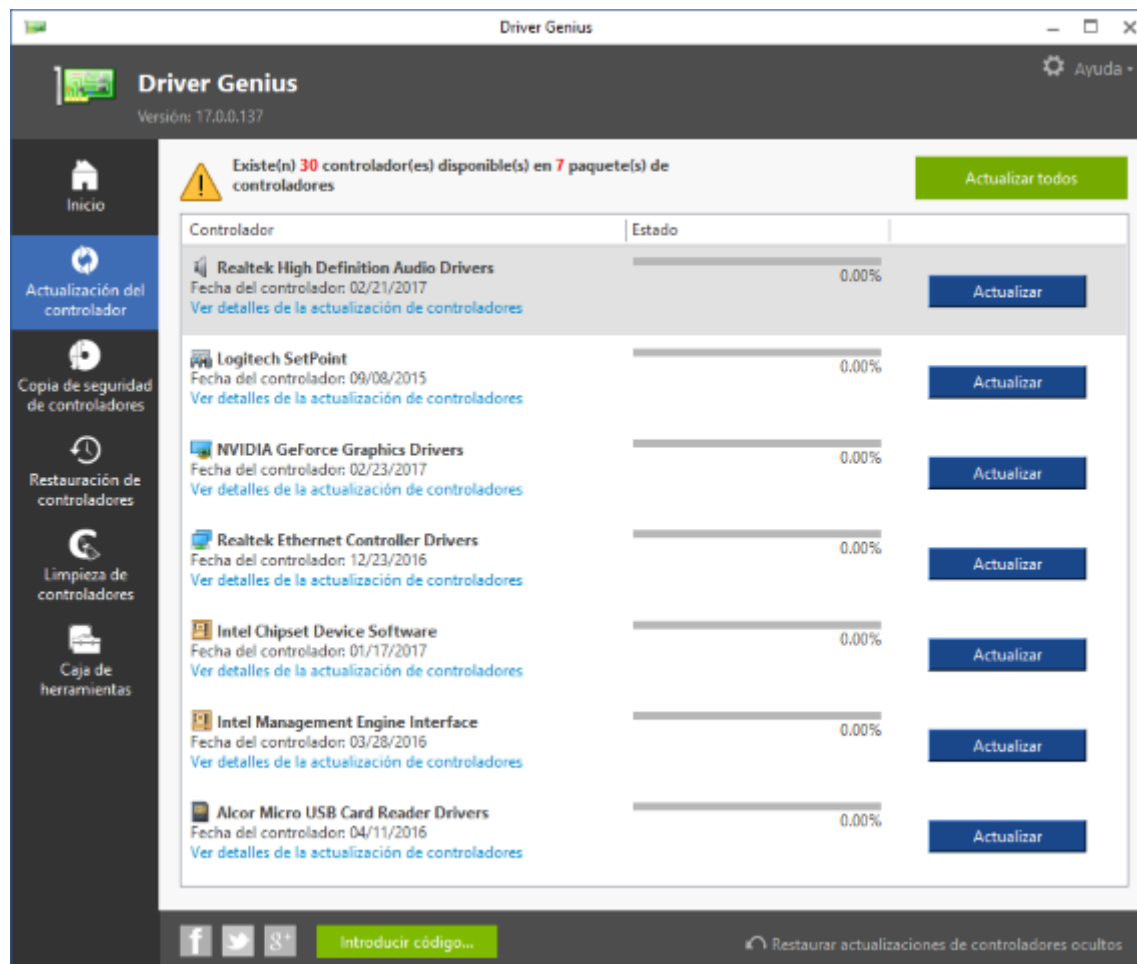 Driver Genius
Driver Genius
Versión: 17.0.0.137
Ayuda
Inicio
Actualización del
controlador
Copia de seguridad
de controladores
Restauración de
controladores
Limpieza de
controladores
Caja de
herramientas
Existe(n) 30 controlador(es) disponible(s) en 7 paquete(s) de
controladores
Actualizar todos
Controlador Estado
Realtek High Definition Audio Drivers
Fecha del controlador: 02/21/2017
Ver detalles de la actualización de controladores
0.00%
Actualizar
Logitech SetPoint
Fecha del controlador: 09/08/2015
Ver detalles de la actualización de controladores
0.00%
Actualizar
NVIDIA GeForce Graphics Drivers
Fecha del controlador: 02/23/2017
Ver detalles de la actualización de controladores
0.00%
Actualizar
Realtek Ethernet Controller Drivers
Fecha del controlador: 12/23/2016
Ver detalles de la actualización de controladores
0.00%
Actualizar
Intel Chipset Device Software
Fecha del controlador: 01/17/2017
Ver detalles de la actualización de controladores
0.00%
Actualizar
Intel Management Engine Interface
Fecha del controlador: 03/28/2016
Ver detalles de la actualización de controladores
0.00%
Actualizar
Alcor Micro USB Card Reader Drivers
Fecha del controlador: 04/11/2016
Ver detalles de la actualización de controladores
0.00%
Actualizar
f
g+
Introducir código...
Restaurar actualizaciones de controladores ocultos